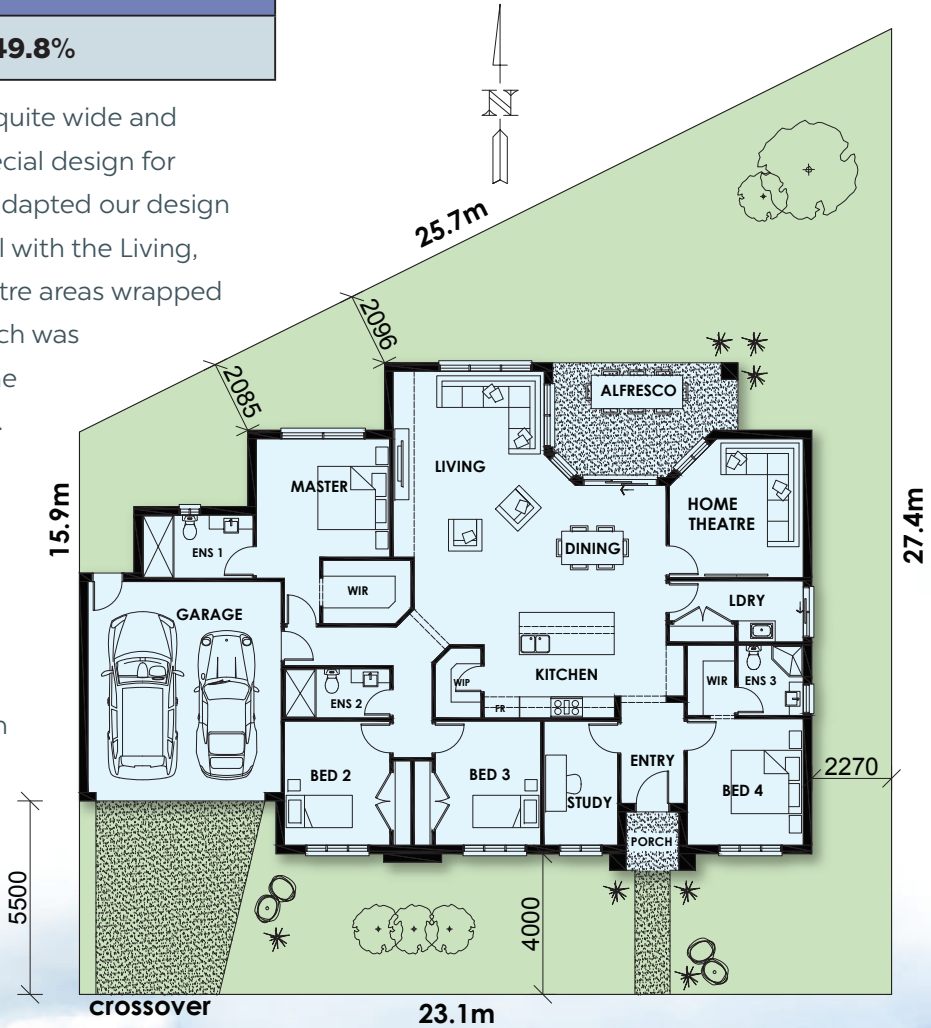 49.8%
quite wide and
ecial design for
dapted our design
l with the Living,
tre areas wrapped
ch was
ne
N
25.7m
2096
2085
ALFRESCO
LIVING
MASTER
HOME
THEATRE
15.9m
27.4m
ENS 1
DINING
WIR
LDRY
GARAGE
KITCHEN
WIP
WIR
ENS 3
ENS 2
FR
n
ENTRY
2270
BED 2
BED 3
BED 4
STUDY
PORCH
5500
4000
crossover
23.1m